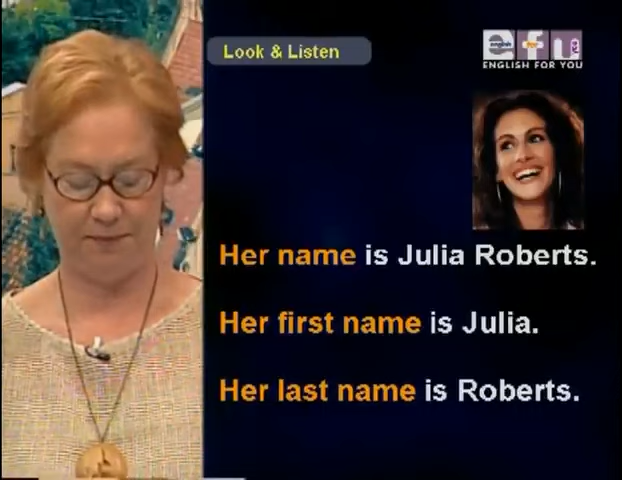 Look & Listen
efu
ENGLISH FOR YOU
Her name is Julia Roberts.
Her first name is Julia.
Her last name is Roberts.